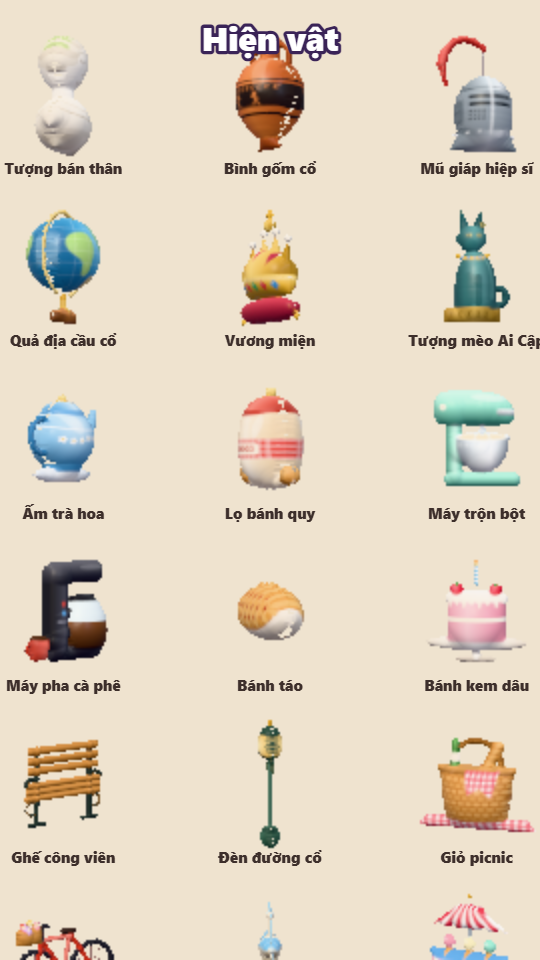 Hiện vật
Tượng bán thân
Bình gốm cổ
Mũ giáp hiệp sĩ
Quả địa cầu cổ
Vương miện
Tượng mèo Ai Cập
Ấm trà hoa
Lọ bánh quy
Máy trộn bột
Máy pha cà phê
Bánh táo
Bánh kem dâu
Ghế công viên
Đèn đường cổ
Giỏ picnic